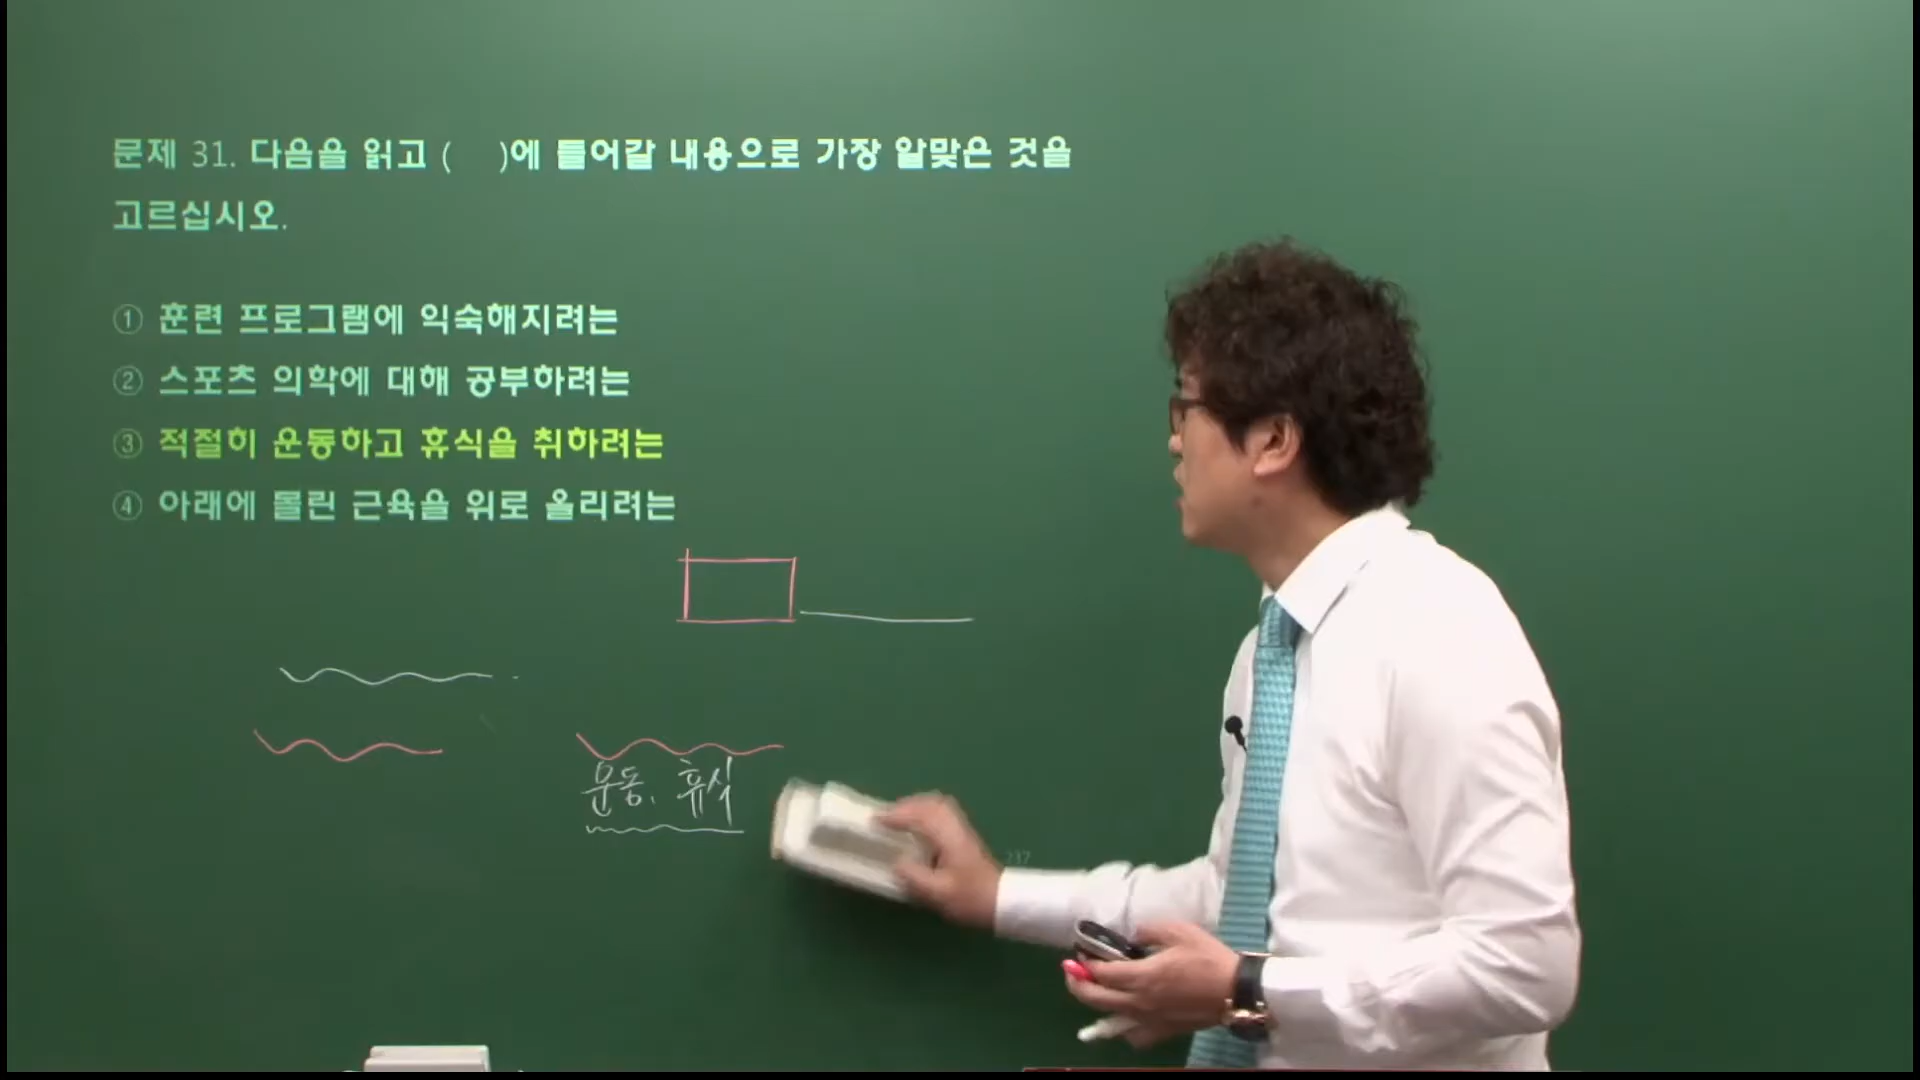 문제 31. 다음을 읽고 (    )에 들어갈 내용으로 가장 알맞은 것을
고르십시오.
① 훈련 프로그램에 익숙해지려는
② 스포츠 의학에 대해 공부하려는
③ 적절히 운동하고 휴식을 취하려는
④ 아래에 몰린 근육을 위로 올리려는
운동, 휴식
237